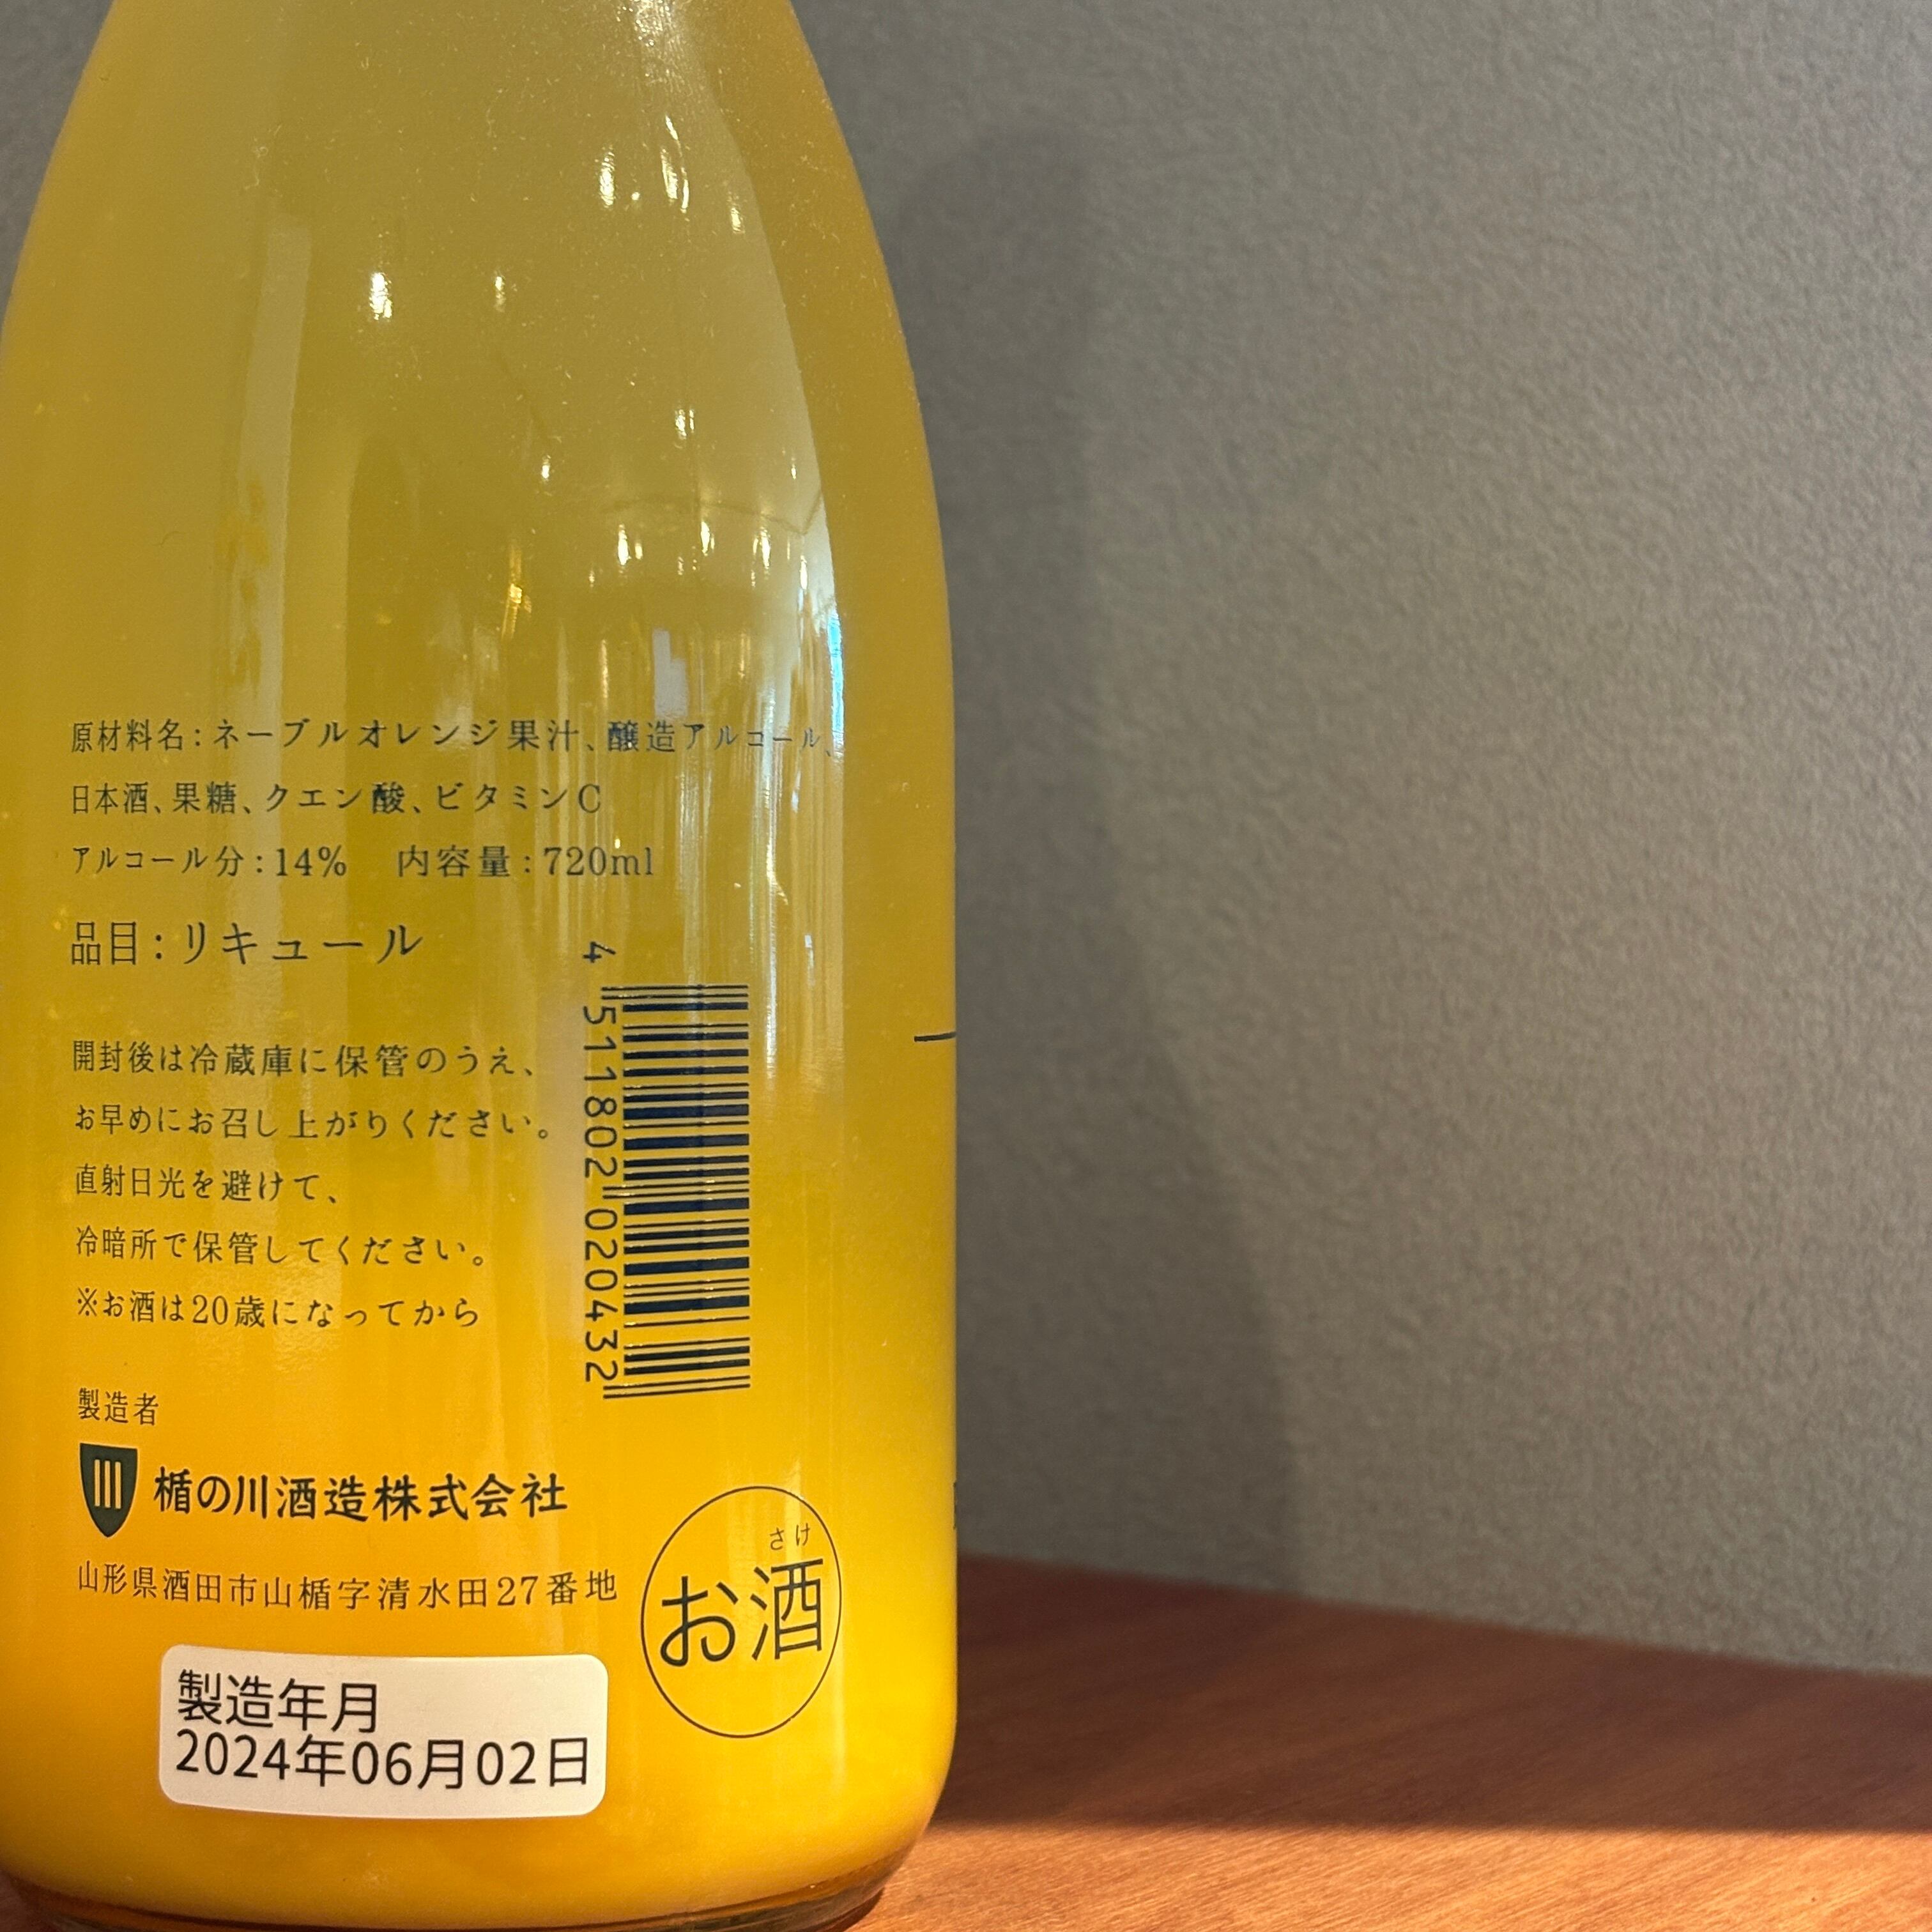 原材料名:ネーブルオレンジ果汁、醸造アルコール、
日本酒、果糖、クエン酸、ビタミンC
アルコール分:14% 内容量:720ml
品目:リキュール
4 511802 020432
開封後は冷蔵庫に保管のうえ、
お早めにお召し上がりください。
直射日光を避けて、
冷暗所で保管してください。
※お酒は20歳になってから
製造者
楯の川酒造株式会社
山形県酒田市山楯字清水田27番地
さけ
お酒
製造年月
2024年06月02日